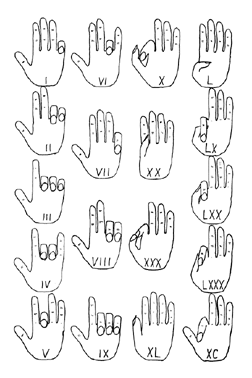 I VI X L
II LX
VII XX
III LXX
VIII XXX
IV LXXX
V IX XL XC